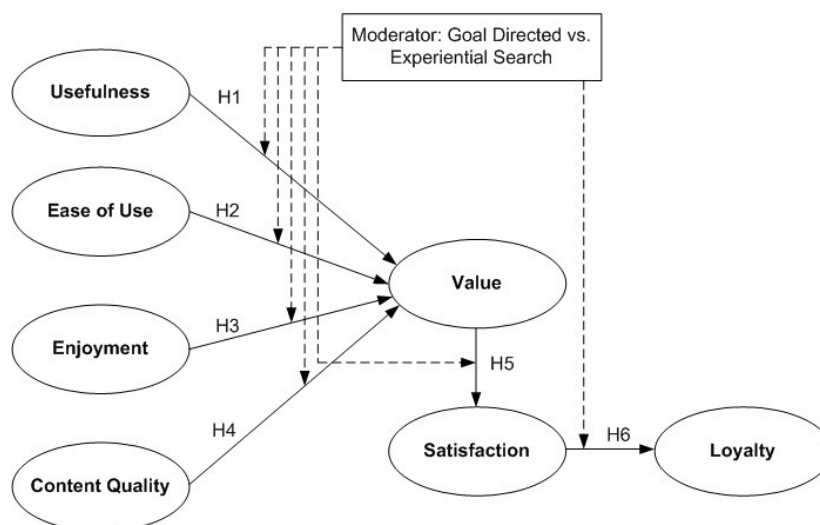 Moderator: Goal Directed vs.
Experiential Search
Usefulness
H1
Ease of Use
H2
Value
Enjoyment
H3
H5
H4
Satisfaction
H6
Loyalty
Content Quality